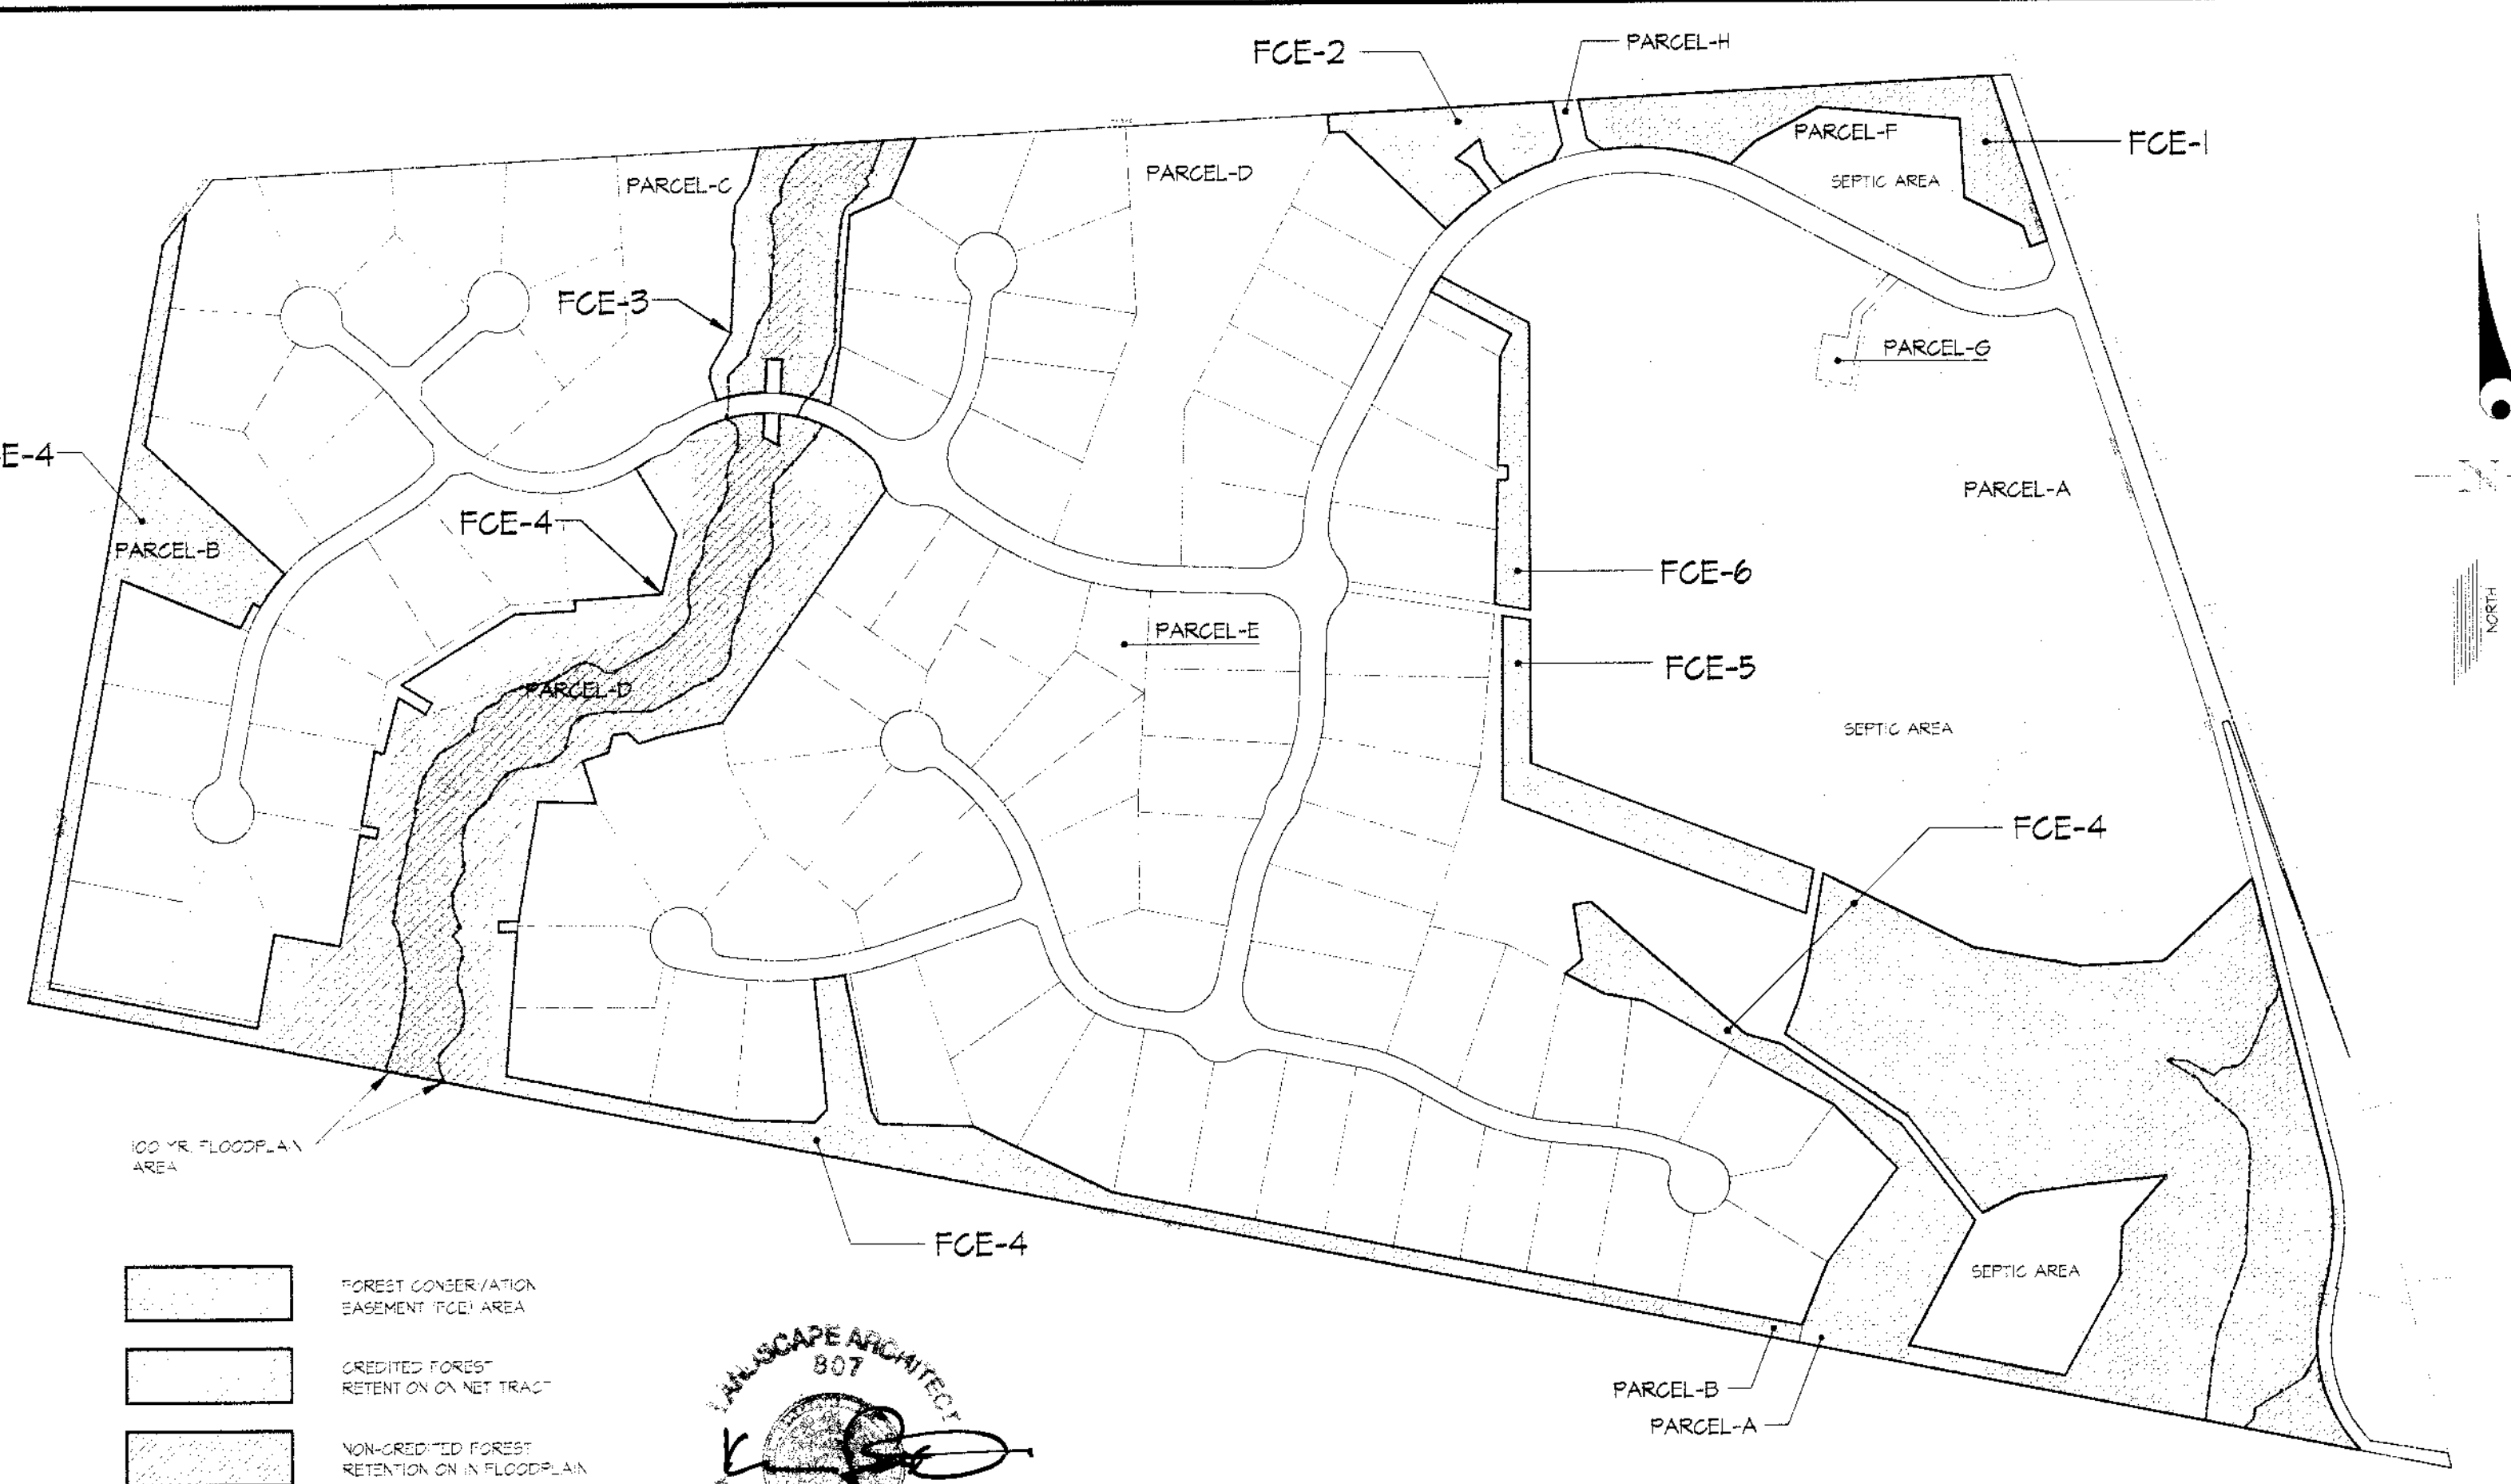 FCE-2
PARCEL-H
PARCEL-F
FCE-1
PARCEL-C
PARCEL-D
SEPTIC AREA
FCE-3
PARCEL-G
E-4
PARCEL-A
FCE-4
PARCEL-B
FCE-6
NORTH
PARCEL-E
FCE-5
PARCEL-D
SEPTIC AREA
FCE-4
100 YR. FLOODPLAIN
AREA
FCE-4
SEPTIC AREA
FOREST CONSERVATION
EASEMENT (FCE) AREA
LANDSCAPE ARCHITECT
807
CREDITED FOREST
RETENTION ON NET TRACT
PARCEL-B
PARCEL-A
NON-CREDITED FOREST
RETENTION ON IN FLOODPLAIN